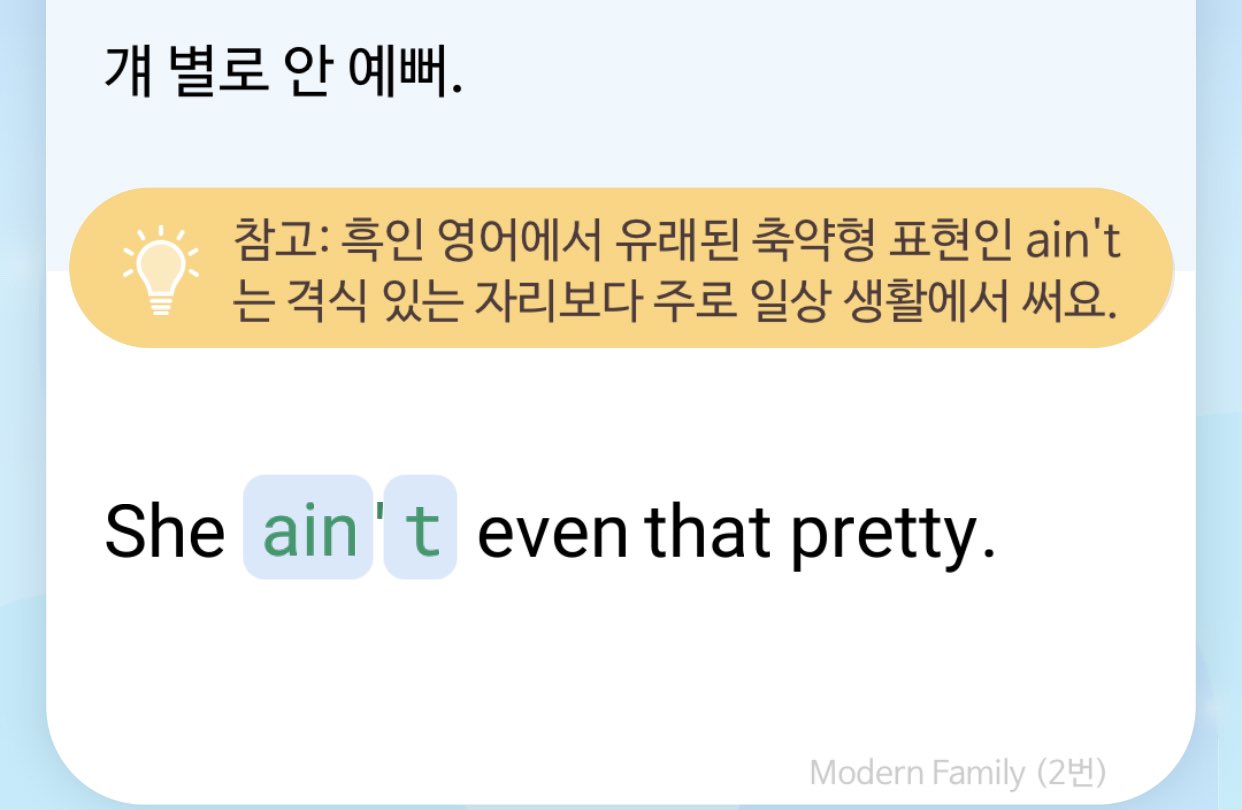 걔 별로 안 예뻐.
참고: 흑인 영어에서 유래된 축약형 표현인 ain't
는 격식 있는 자리보다 주로 일상 생활에서 써요.
She ain't even that pretty.
Modern Family (2번)